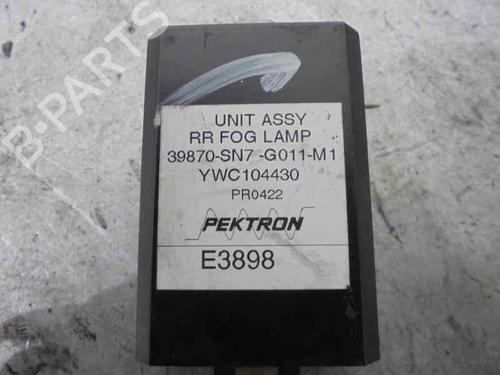 B-PARTS
UNIT ASSY
RR FOG LAMP
39870-SN7 -G011-M1
YWC104430
PR0422
PEKTRON
E3898